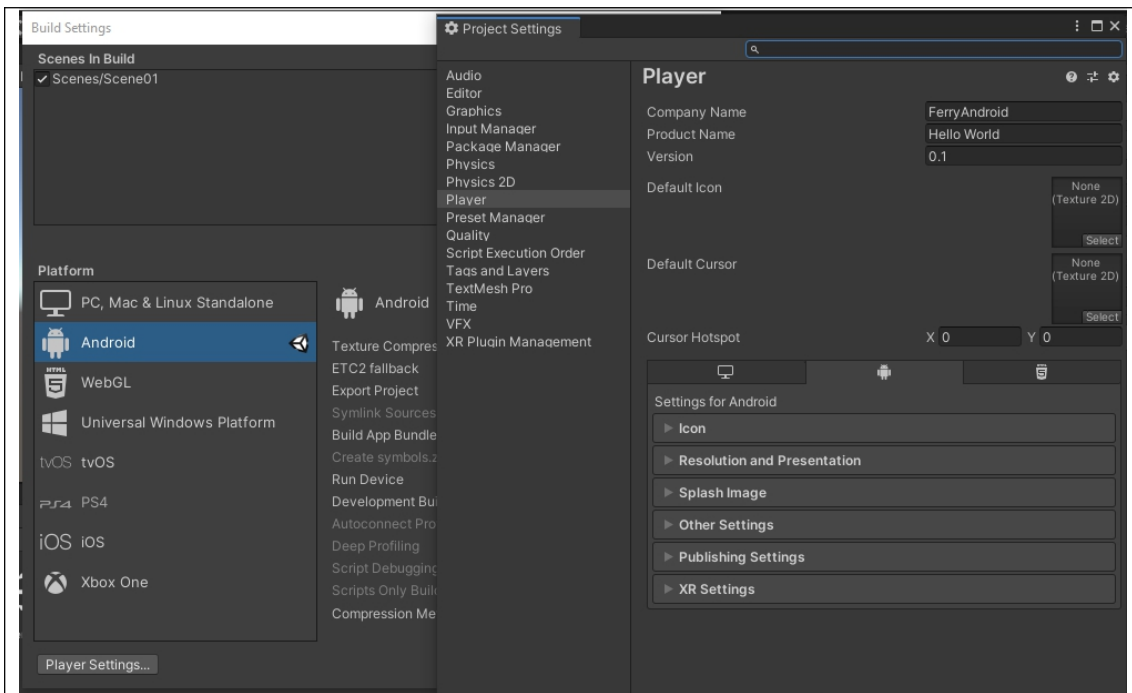 Build Settings
Scenes In Build
Scenes/Scene01
Platform
PC, Mac & Linux Standalone
Android
HTML
5
WebGL
Universal Windows Platform
tvOS tvOS
PS4 PS4
iOS iOS
Xbox One
Player Settings...
Android
Texture Compres
ETC2 fallback
Export Project
Symlink Sources
Build App Bundle
Create symbols.z
Run Device
Development Bui
Autoconnect Pro
Deep Profiling
Script Debugging
Scripts Only Buil
Compression Me
Project Settings
Audio
Editor
Graphics
Input Manager
Package Manager
Physics
Physics 2D
Player
Preset Manager
Quality
Script Execution Order
Tags and Layers
TextMesh Pro
Time
VFX
XR Plugin Management
Player
Company Name FerryAndroid
Product Name Hello World
Version 0.1
Default Icon
None
(Texture 2D)
Select
Default Cursor
None
(Texture 2D)
Select
Cursor Hotspot X 0 Y 0
5
Settings for Android
Icon
Resolution and Presentation
Splash Image
Other Settings
Publishing Settings
XR Settings